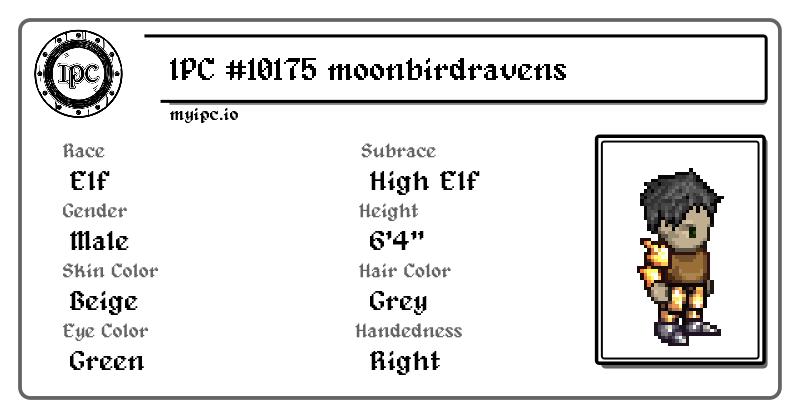 IPC
IPC #10175 moonbirdravens
myipc.io
Race
Elf
Subrace
High Elf
Gender
Male
Height
6'4"
Skin Color
Beige
Hair Color
Grey
Eye Color
Green
Handedness
Right